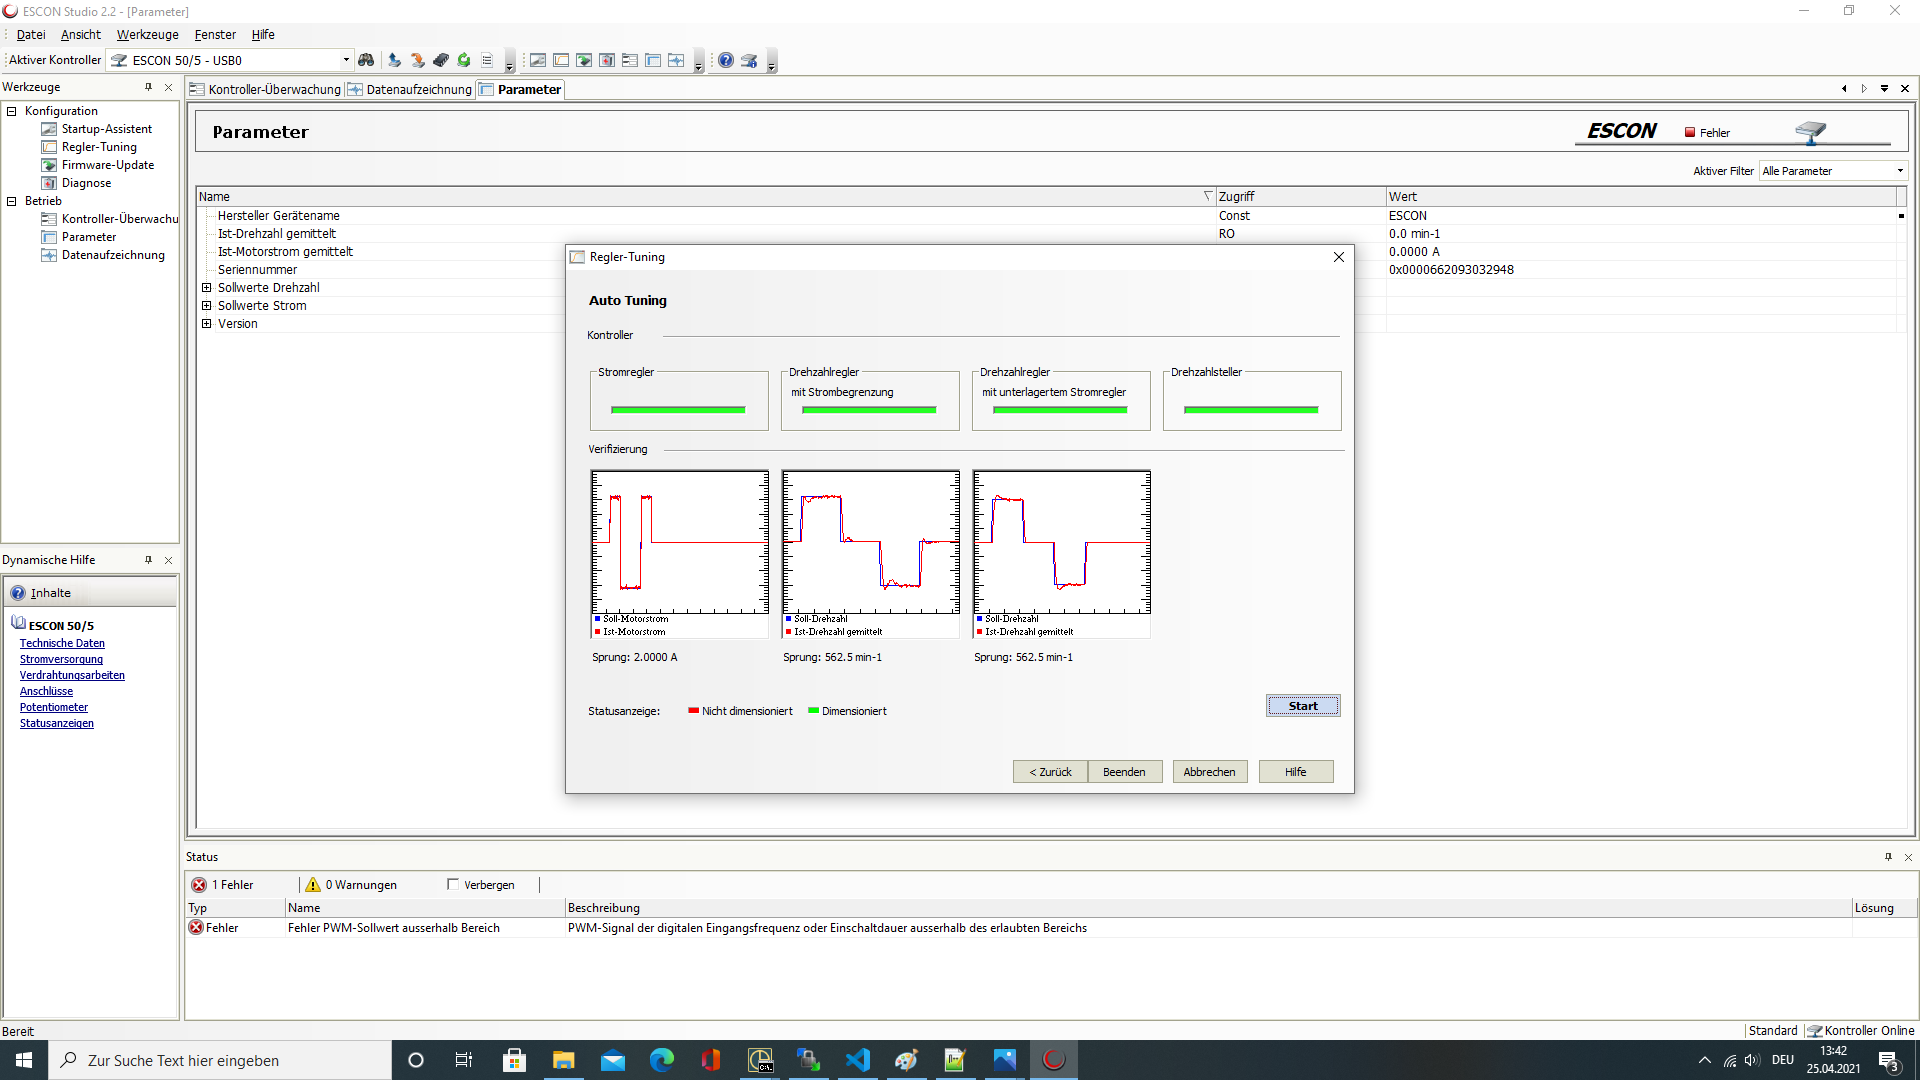 ESCON Studio 2.2 - [Parameter]
Datei Ansicht Werkzeuge Fenster Hilfe
Aktiver Kontroller ESCON 50/5 - USB0
Werkzeuge
Konfiguration
Startup-Assistent
Regler-Tuning
Firmware-Update
Diagnose
Betrieb
Kontroller-Überwachu
Parameter
Datenaufzeichnung
Dynamische Hilfe
Inhalte
ESCON 50/5
Technische Daten
Stromversorgung
Verdrahtungsarbeiten
Anschlüsse
Potentiometer
Statusanzeigen
Kontroller-Überwachung Datenaufzeichnung Parameter
Parameter
ESCON Fehler
Aktiver Filter Alle Parameter
Name Zugriff Wert
Hersteller Gerätename Const ESCON
Ist-Drehzahl gemittelt RO 0.0 min-1
Ist-Motorstrom gemittelt 0.0000 A
Seriennummer 0x0000662093032948
Sollwerte Drehzahl
Sollwerte Strom
Version
Regler-Tuning
Auto Tuning
Kontroller
Stromregler
Drehzahlregler
mit Strombegrenzung
Drehzahlregler
mit unterlagertem Stromregler
Drehzahlsteller
Verifizierung
Soll-Motorstrom
Ist-Motorstrom
Sprung: 2.0000 A
Soll-Drehzahl
Ist-Drehzahl gemittelt
Sprung: 562.5 min-1
Soll-Drehzahl
Ist-Drehzahl gemittelt
Sprung: 562.5 min-1
Statusanzeige: Nicht dimensioniert Dimensioniert
Start
< Zurück Beenden Abbrechen Hilfe
Status
1 Fehler 0 Warnungen Verbergen
Typ Name Beschreibung Lösung
Fehler Fehler PWM-Sollwert ausserhalb Bereich PWM-Signal der digitalen Eingangsfrequenz oder Einschaltdauer ausserhalb des erlaubten Bereichs
Bereit Standard Kontroller Online
Zur Suche Text hier eingeben
C:\.
DEU
13:42
25.04.2021
3